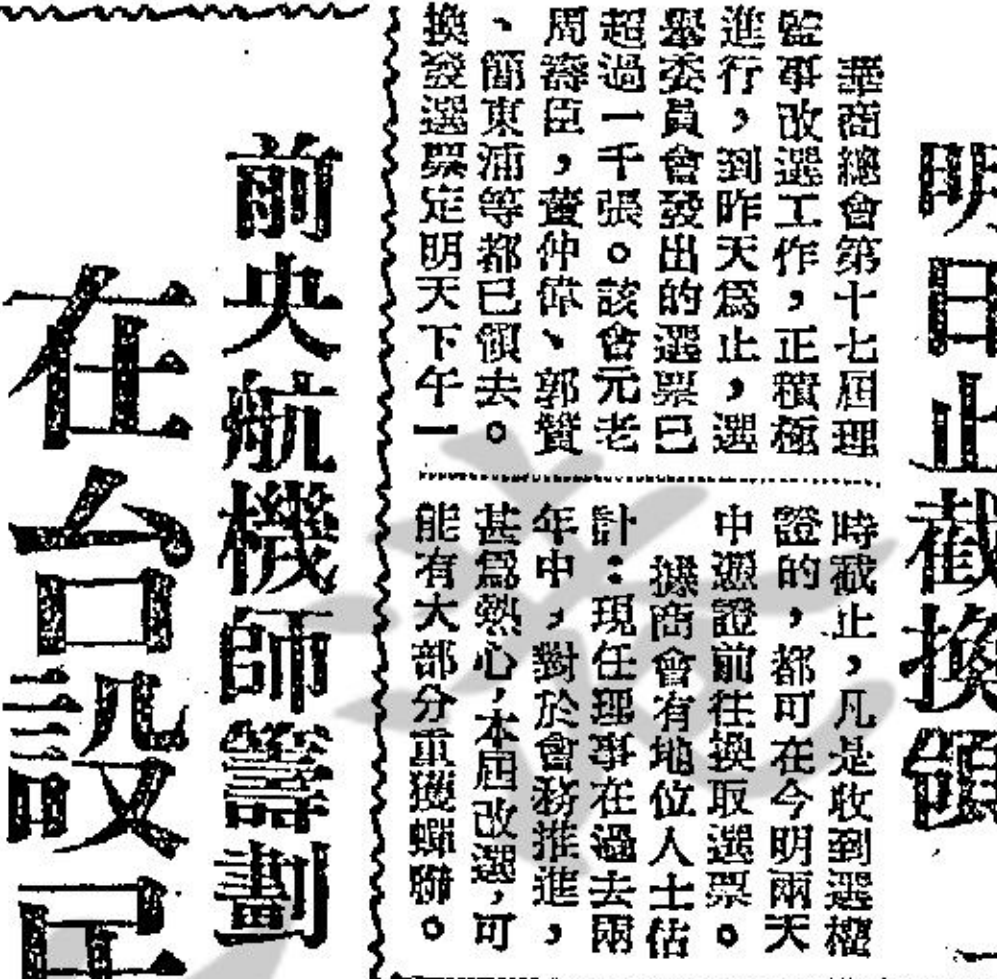 明日止截換領
華商總會第十七屆理
監事改選工作，正積極
進行，到昨天爲止，選
舉委員會發出的選票已
超過一千張。該會元老
周壽臣，董仲偉、郭贊
、簡東浦等都已領去。
換發選票定明天下午一
時截止，凡是收到選權
證的，都可在今明兩天
中憑證前往換取選票。
據商會有地位人士估
計：現任理事在過去兩
年中，對於會務推進，
甚爲熱心，本屆改選，可
能有大部分重獲蟬聯。
前央航機師籌劃
在台設民